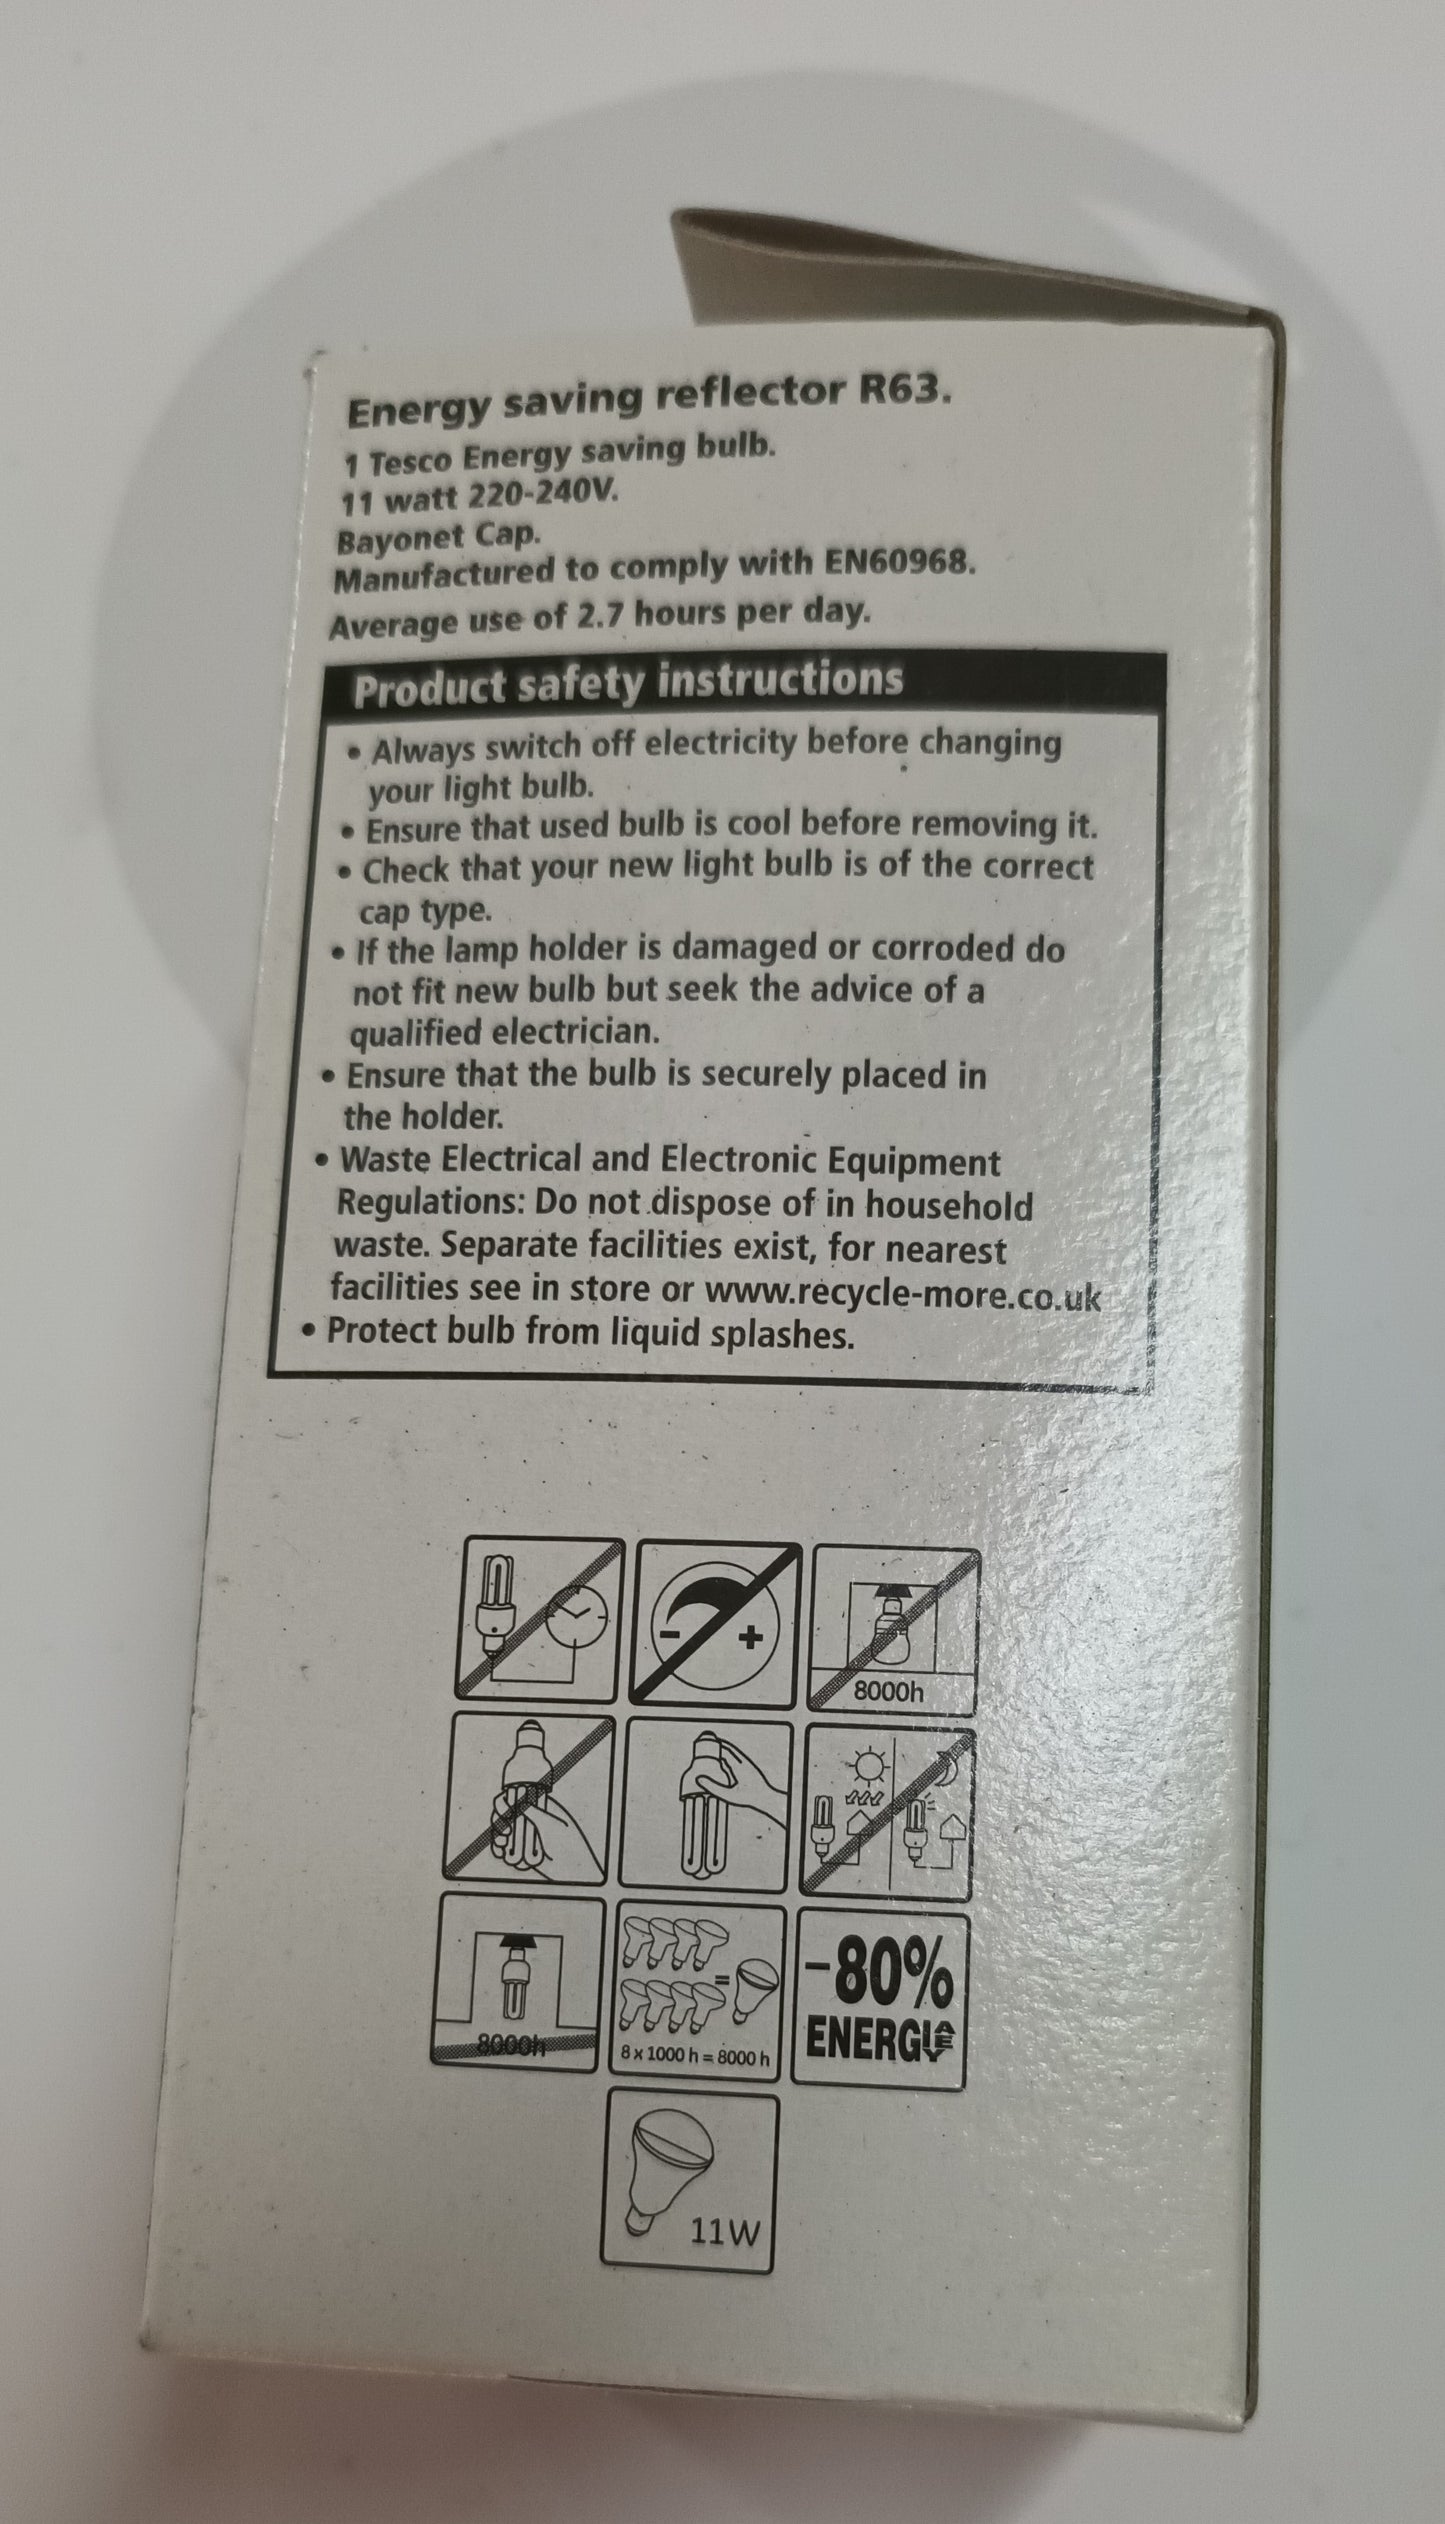 Energy saving reflector R63.
1 Tesco Energy saving bulb.
11 watt 220-240V.
Bayonet Cap.
Manufactured to comply with EN60968.
Average use of 2.7 hours per day.
Product safety instructions
• Always switch off electricity before changing
your light bulb.
• Ensure that used bulb is cool before removing it.
• Check that your new light bulb is of the correct
cap type.
• If the lamp holder is damaged or corroded do
not fit new bulb but seek the advice of a
qualified electrician.
• Ensure that the bulb is securely placed in
the holder.
• Waste Electrical and Electronic Equipment
Regulations: Do not dispose of in household
waste. Separate facilities exist, for nearest
facilities see in store or www.recycle-more.co.uk
• Protect bulb from liquid splashes.
- +
8000h
8000h
8 x 1000 h = 8000 h
-80%
ENERGI A E Y
11W